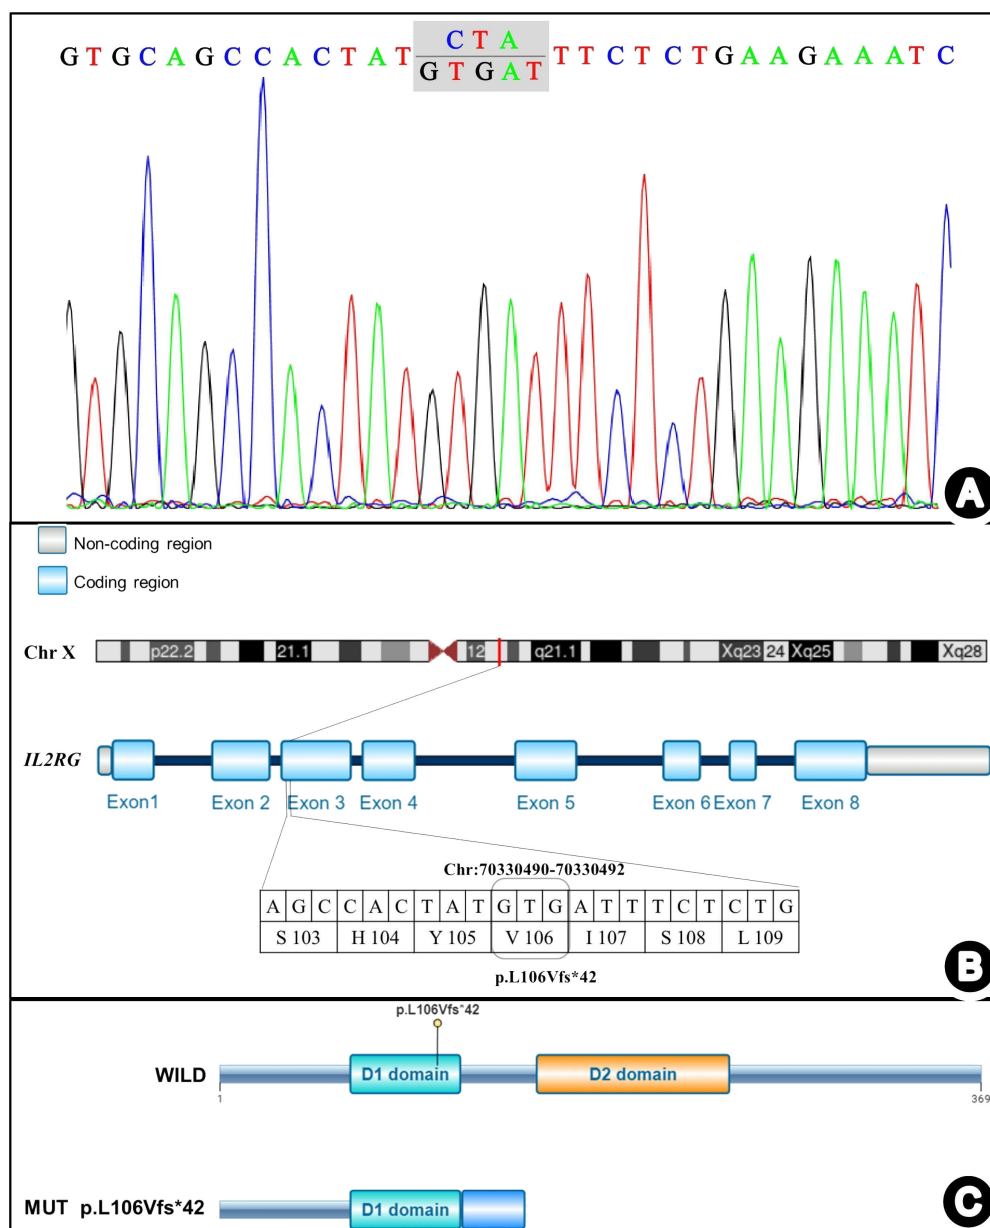 C T A
G T G C A G C C A C T A T G T G A T T T C T C T G A A G A A A T C
A
Non-coding region
Coding region
Chr X p22.2 21.1 12 q21.1 Xq23 24 Xq25 Xq28
IL2RG
Exon1 Exon 2 Exon 3 Exon 4 Exon 5 Exon 6 Exon 7 Exon 8
Chr:70330490-70330492
A G C C A C T A T G T G A T T T C T C T G
S 103 H 104 Y 105 V 106 I 107 S 108 L 109
p.L106Vfs*42
B
p.L106Vfs*42
WILD D1 domain D2 domain
1 369
MUT p.L106Vfs*42 D1 domain
C